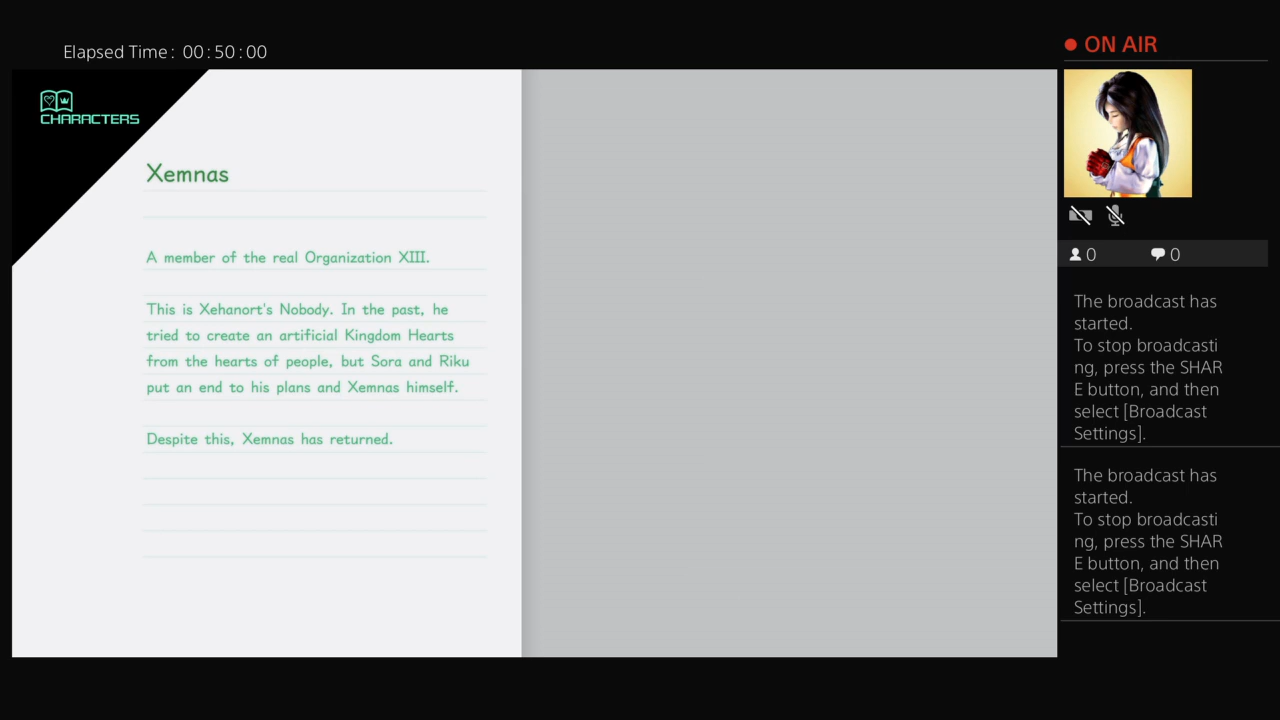 Elapsed Time: 00:50:00
ON AIR
CHARACTERS
Xemnas
A member of the real Organization XIII.
This is Xehanort's Nobody. In the past, he
tried to create an artificial Kingdom Hearts
from the hearts of people, but Sora and Riku
put an end to his plans and Xemnas himself.
Despite this, Xemnas has returned.
0
0
The broadcast has
started.
To stop broadcasti
ng, press the SHAR
E button, and then
select [Broadcast
Settings].
The broadcast has
started.
To stop broadcasti
ng, press the SHAR
E button, and then
select [Broadcast
Settings].